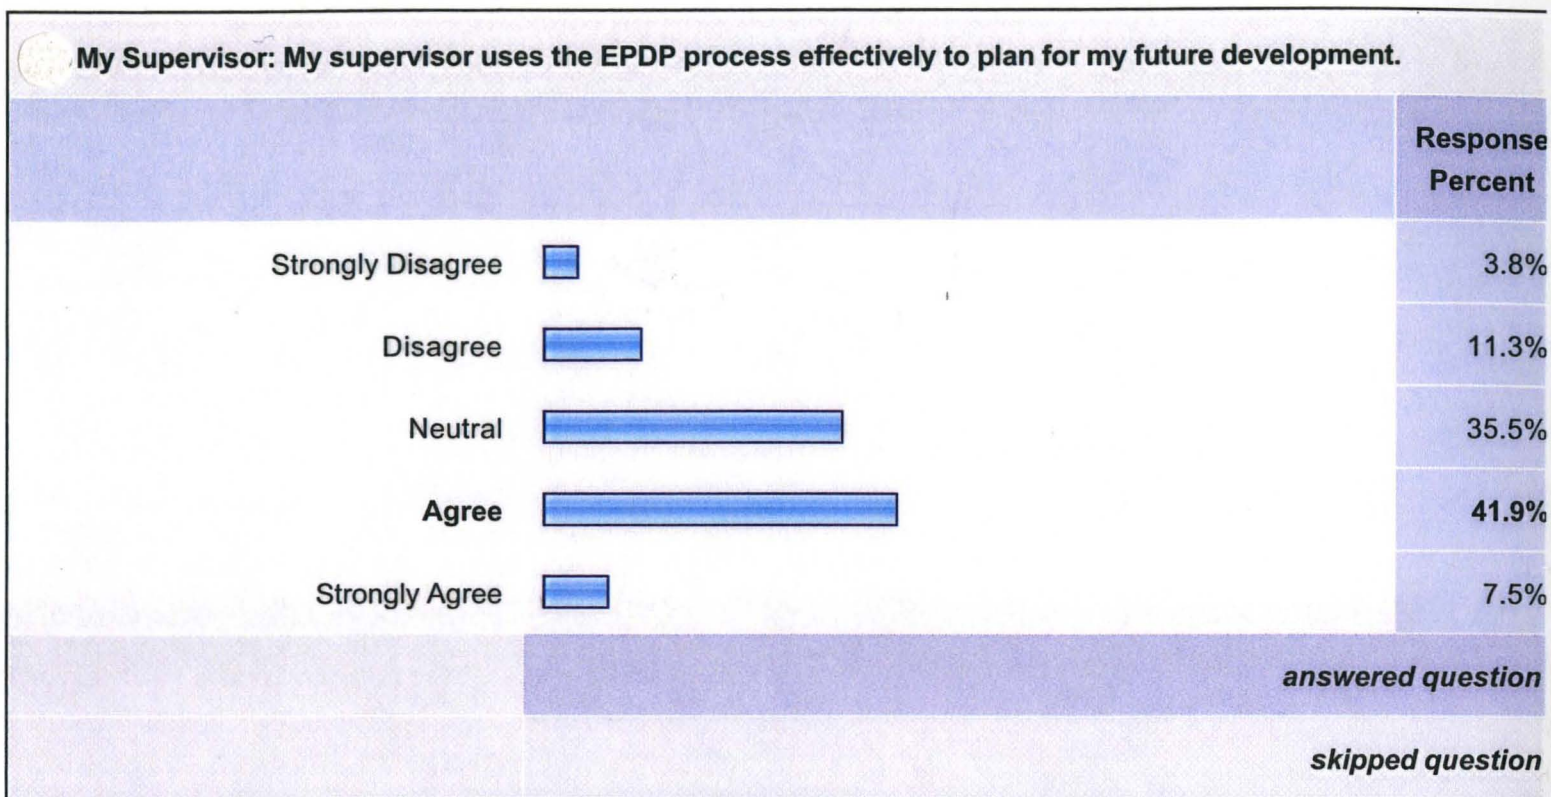 My Supervisor: My supervisor uses the EPDP process effectively to plan for my future development.
Response
Percent
Strongly Disagree 3.8%
Disagree 11.3%
Neutral 35.5%
Agree 41.9%
Strongly Agree 7.5%
answered question
skipped question